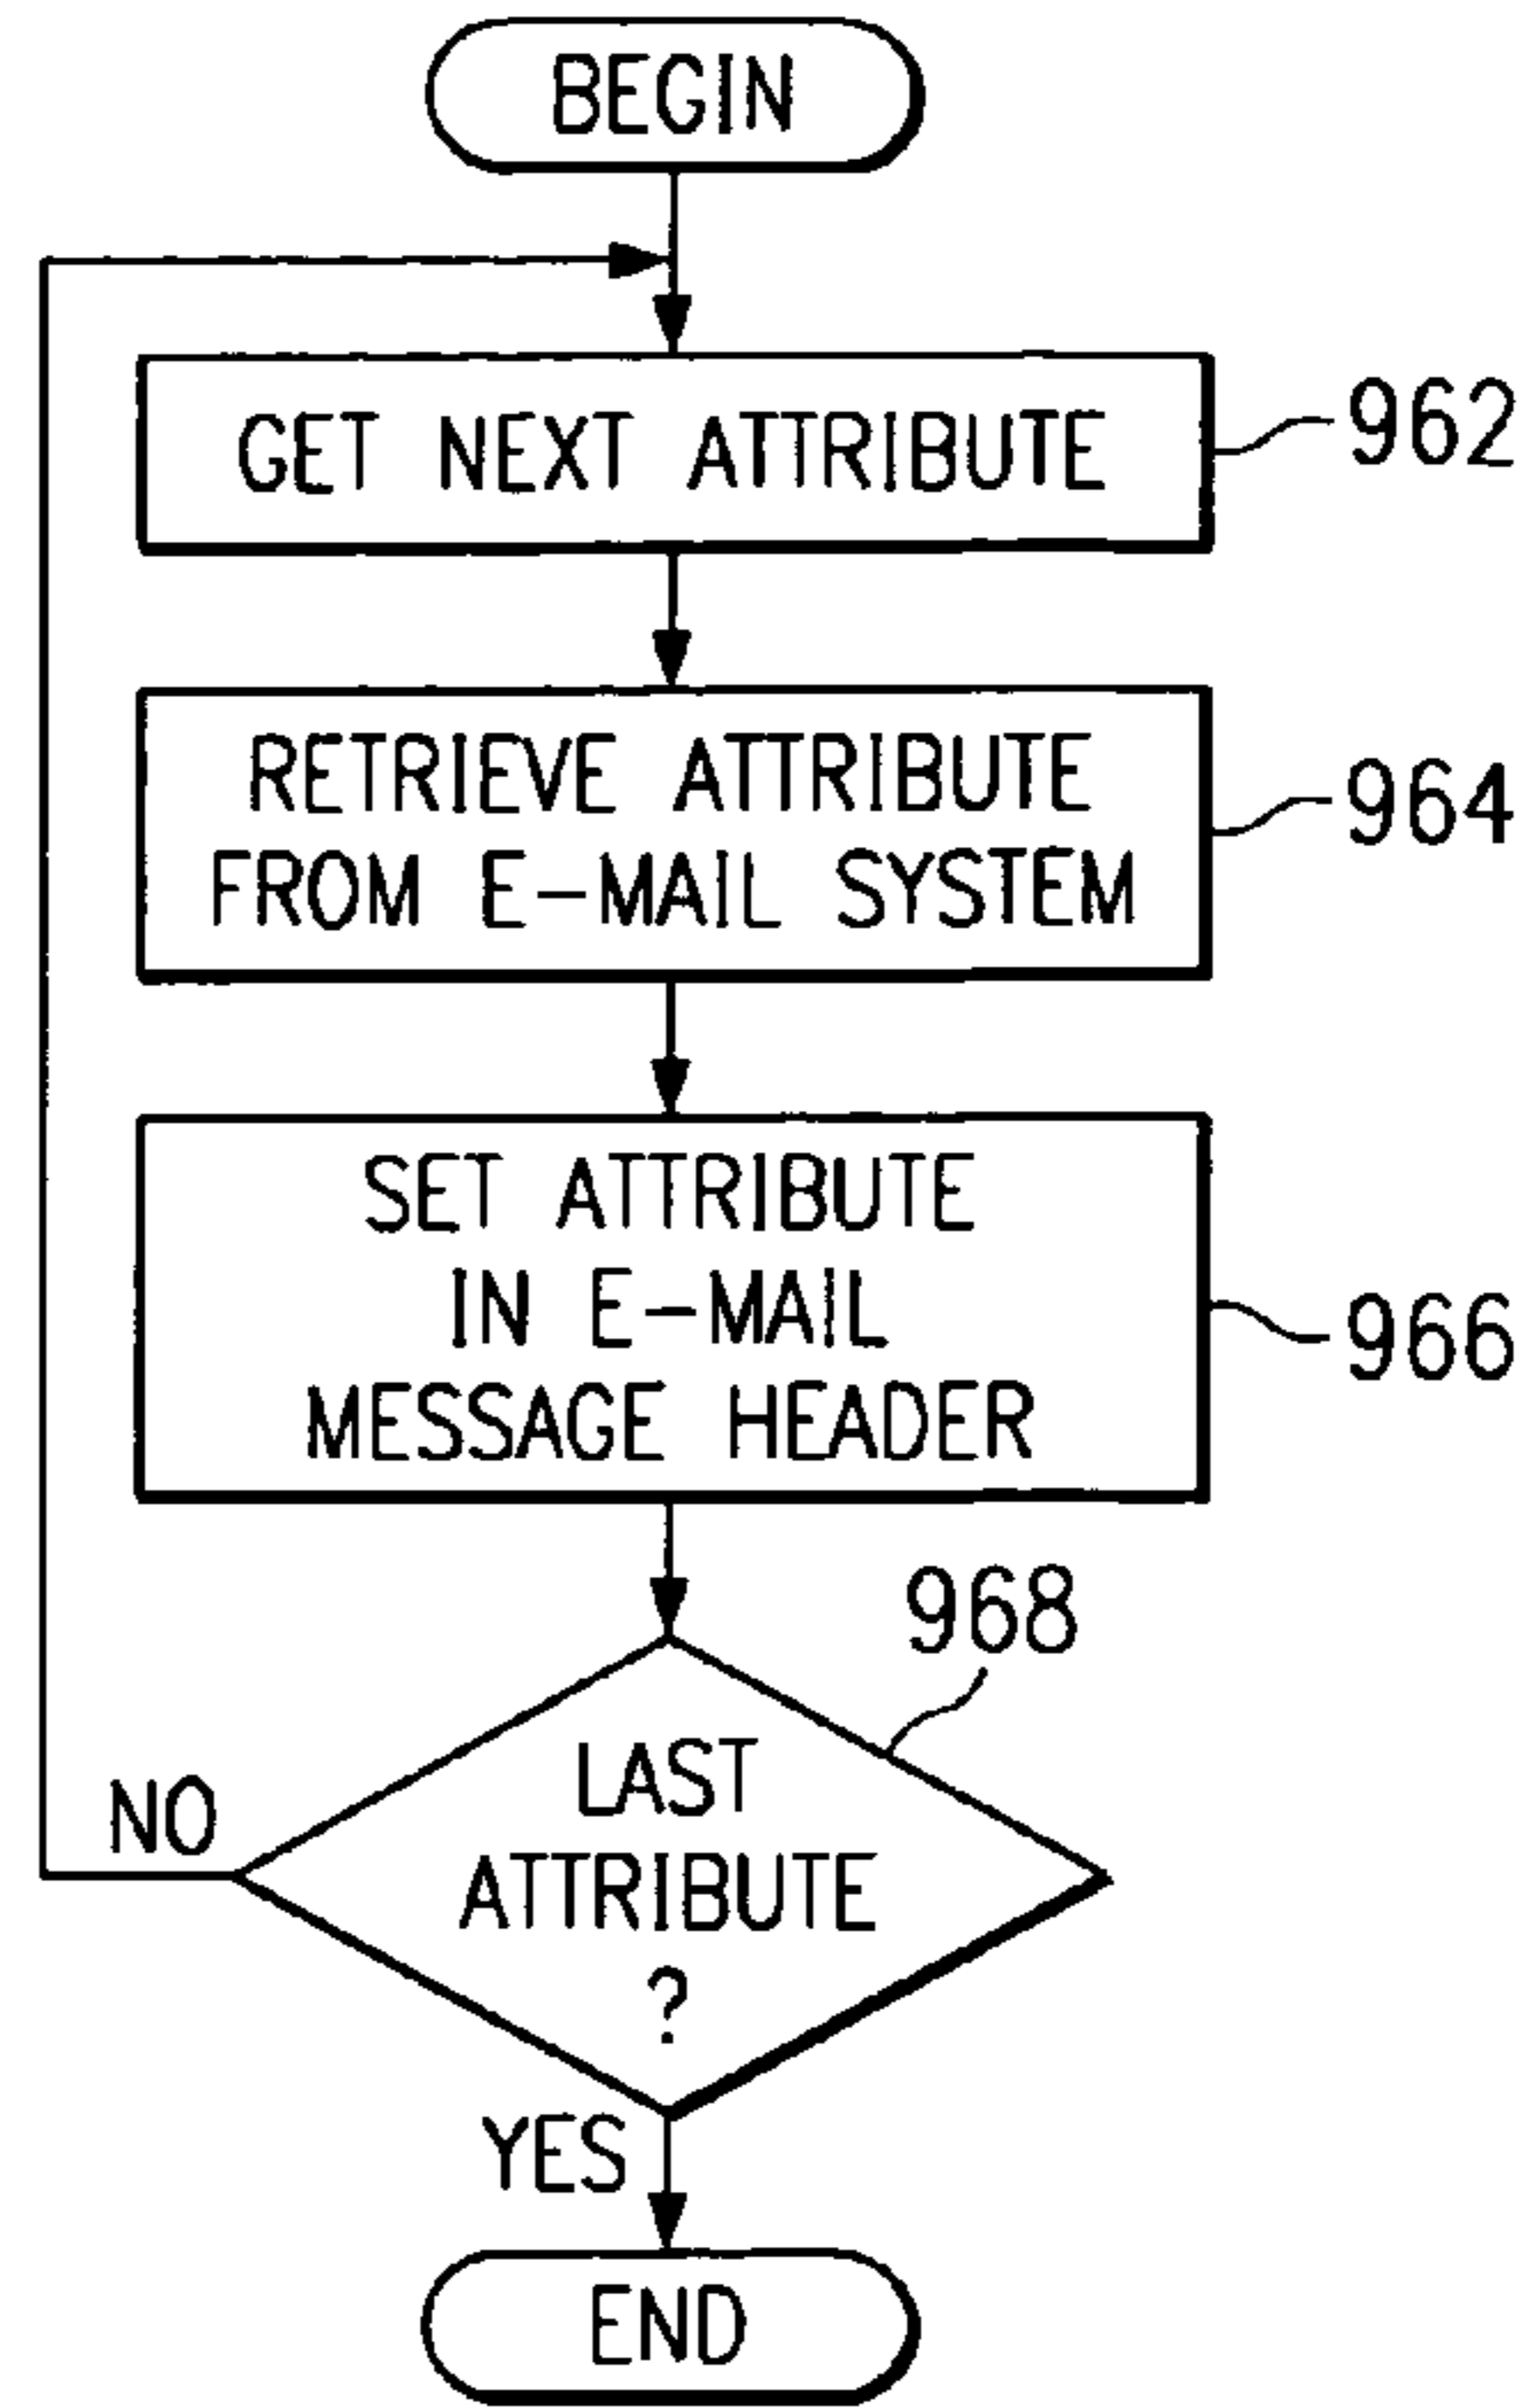 BEGIN
GET NEXT ATTRIBUTE
962
RETRIEVE ATTRIBUTE
FROM E-MAIL SYSTEM
964
SET ATTRIBUTE
IN E-MAIL
MESSAGE HEADER
966
968
LAST
ATTRIBUTE
?
NO
YES
END